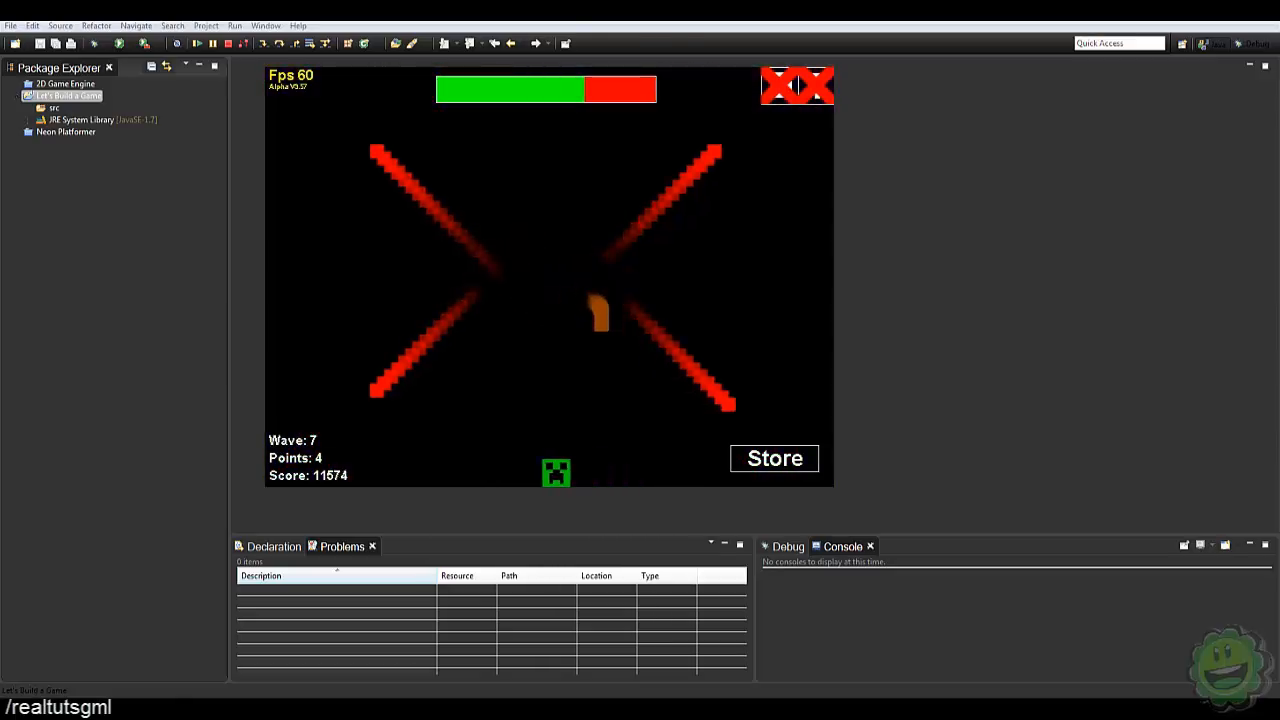 File Edit Source Refactor Navigate Search Project Run Window Help
Quick Access
Java
Debug
Package Explorer
2D Game Engine
Let's Build a Game
src
JRE System Library [JavaSE-1.7]
Neon Platformer
Fps 60
Alpha V3.57
Wave: 7
Points: 4
Score: 11574
Store
Declaration Problems
0 items
Description Resource Path Location Type
Debug Console
No consoles to display at this time.
Let's Build a Game
/realtutsgml